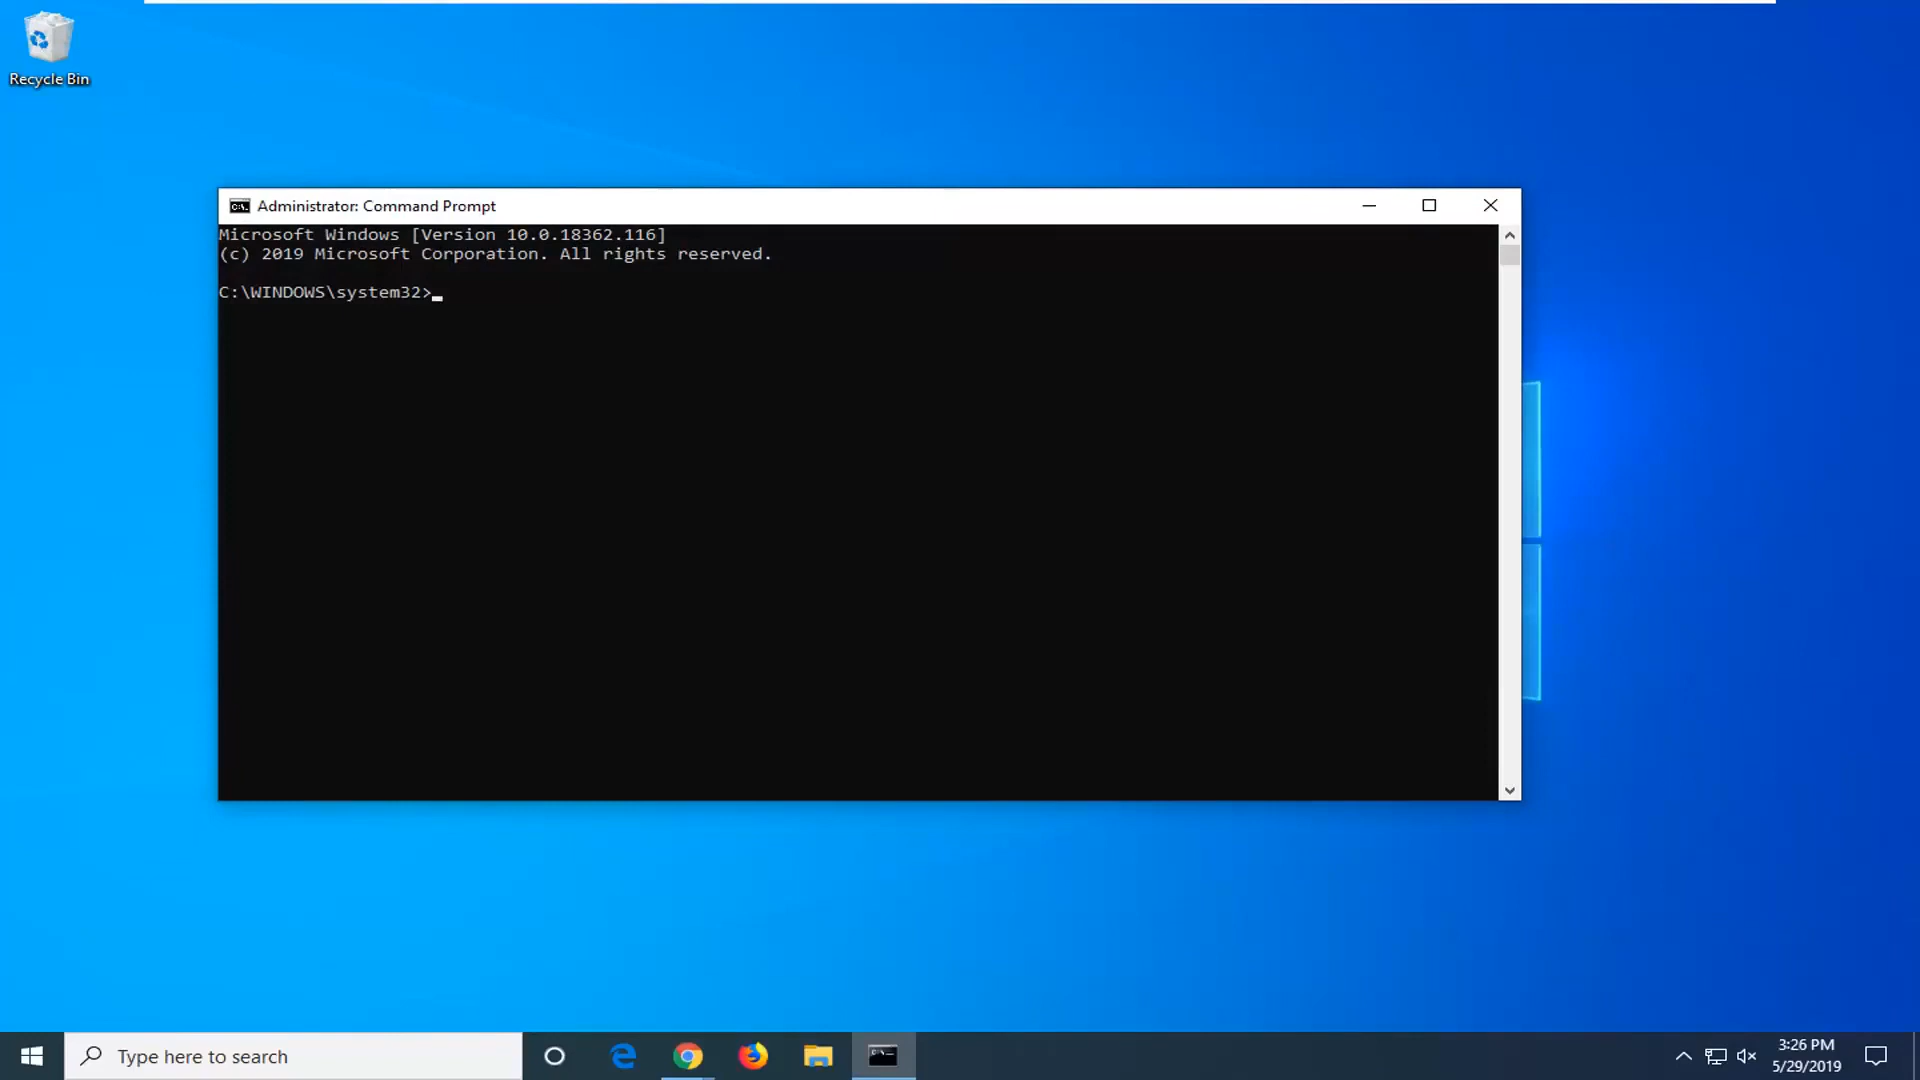 Recycle Bin
Administrator: Command Prompt
Microsoft Windows [Version 10.0.18362.116]
(c) 2019 Microsoft Corporation. All rights reserved.
C:\WINDOWS\system32>
Type here to search
3:26 PM
5/29/2019